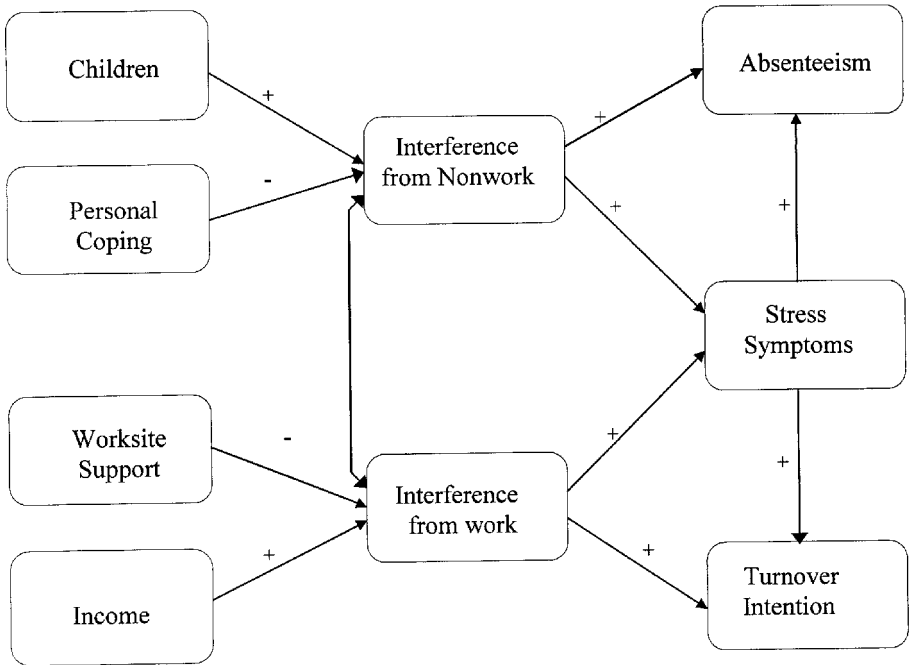 Children
Absenteeism
+
+
Interference
from Nonwork
-
Personal
Coping
+
+
Stress
Symptoms
Worksite
Support
-
+
+
Interference
from work
+
+
Income
Turnover
Intention